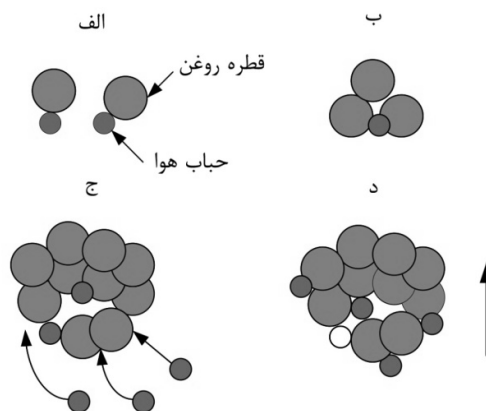 الف
ب
قطره روغن
حباب هوا
ج
د